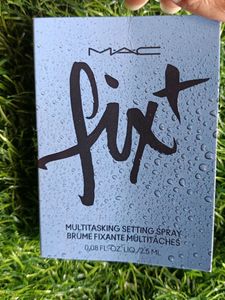 MAC
fix+
MULTITASKING SETTING SPRAY
BRUME FIXANTE MULTITÂCHES
0.08 FL. OZ. LIQ./2.5 ML